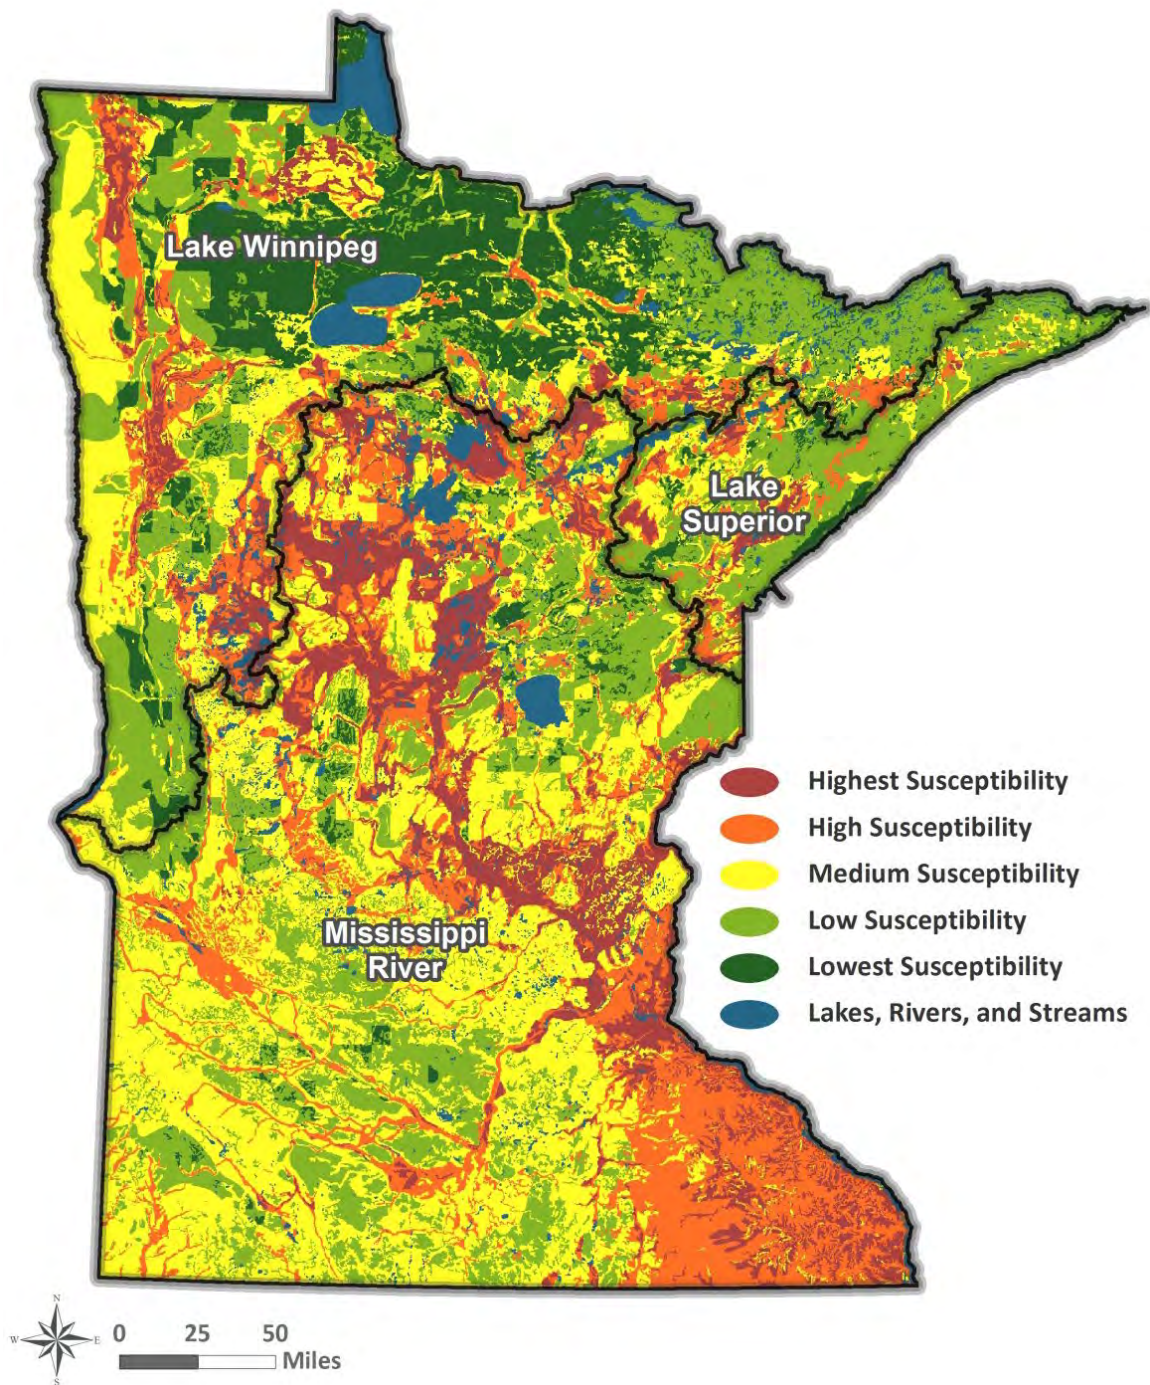 Lake Winnipeg
Lake
Superior
Mississippi
River
Highest Susceptibility
High Susceptibility
Medium Susceptibility
Low Susceptibility
Lowest Susceptibility
Lakes, Rivers, and Streams
N
W E
S
0 25 50
Miles